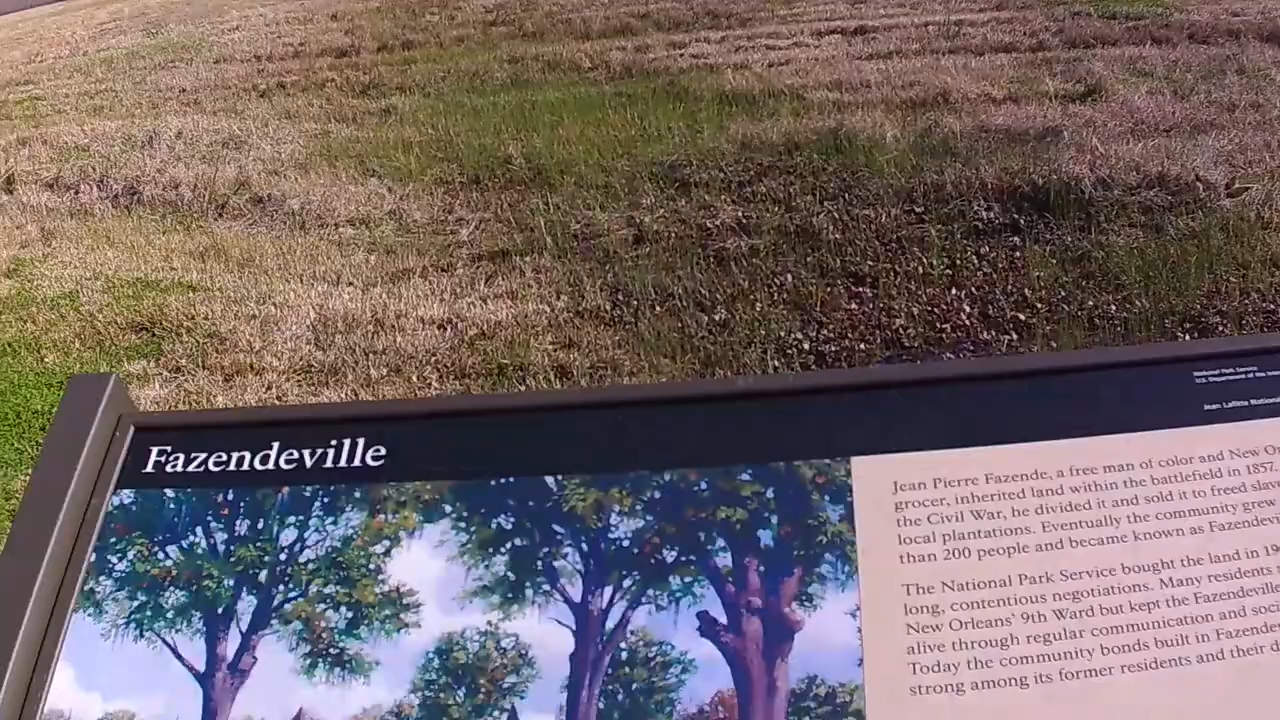 Fazendeville
National Park Service
U.S. Department of the
Jean Lafitte National
Jean Pierre Fazende, a free man of color and New Or
grocer, inherited land within the battlefield in 1857.
the Civil War, he divided it and sold it to freed slav
local plantations. Eventually the community grew
than 200 people and became known as Fazendevi
The National Park Service bought the land in 19
long, contentious negotiations. Many residents
New Orleans' 9th Ward but kept the Fazendeville
alive through regular communication and soc
Today the community bonds built in Fazende
strong among its former residents and their d